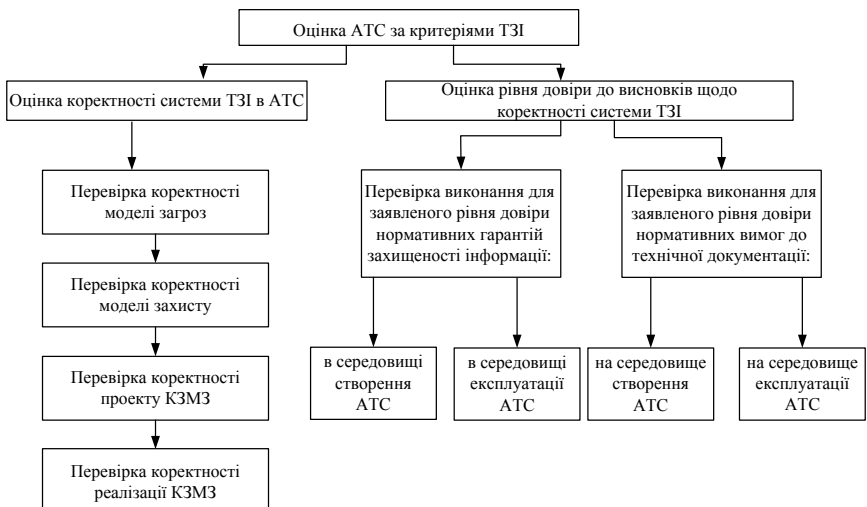 Оцінка АТС за критеріями ТЗІ
Оцінка коректності системи ТЗІ в АТС
Оцінка рівня довіри до висновків щодо
коректності системи ТЗІ
Перевірка коректності
моделі загроз
Перевірка коректності
моделі захисту
Перевірка коректності
проекту КЗМЗ
Перевірка коректності
реалізації КЗМЗ
Перевірка виконання для
заявленого рівня довіри
нормативних гарантій
захищеності інформації:
Перевірка виконання для
заявленого рівня довіри
нормативних вимог до
технічної документації:
в середовищі
створення
АТС
в середовищі
експлуатації
АТС
на середовище
створення
АТС
на середовище
експлуатації
АТС